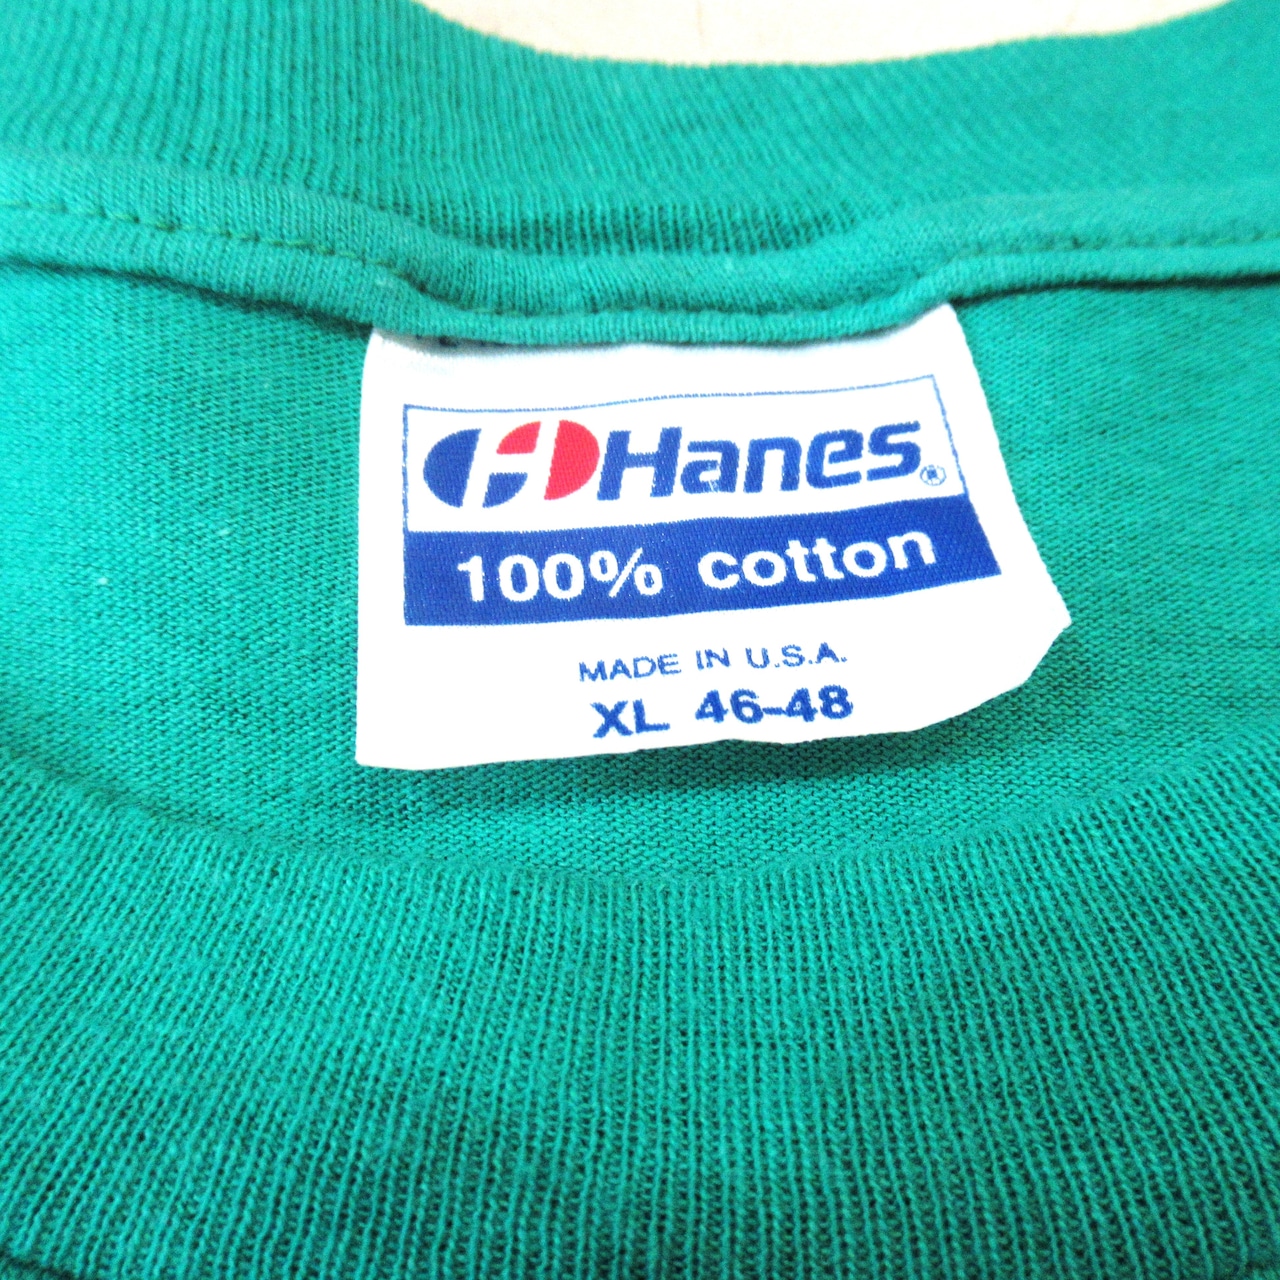 Hanes®
100% cotton
MADE IN U.S.A.
XL 46-48